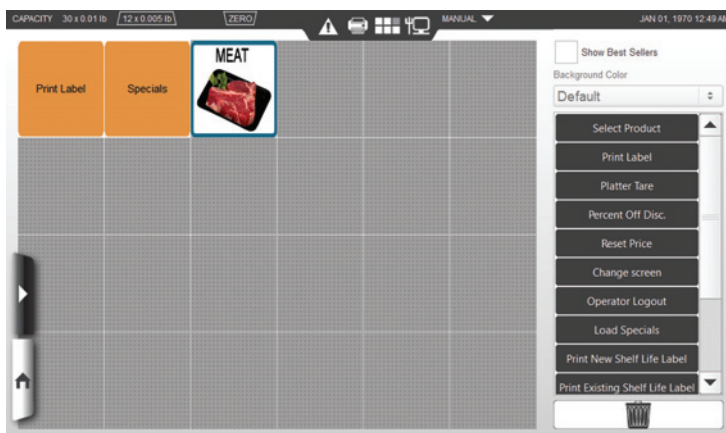 CAPACITY 30 x 0.01 lb 12 x 0.005 lb ZERO MANUAL JAN 01, 1970 12:49 AM
Print Label
Specials
MEAT
Show Best Sellers
Background Color
Default
Select Product
Print Label
Platter Tare
Percent Off Disc.
Reset Price
Change screen
Operator Logout
Load Specials
Print New Shelf Life Label
Print Existing Shelf Life Label